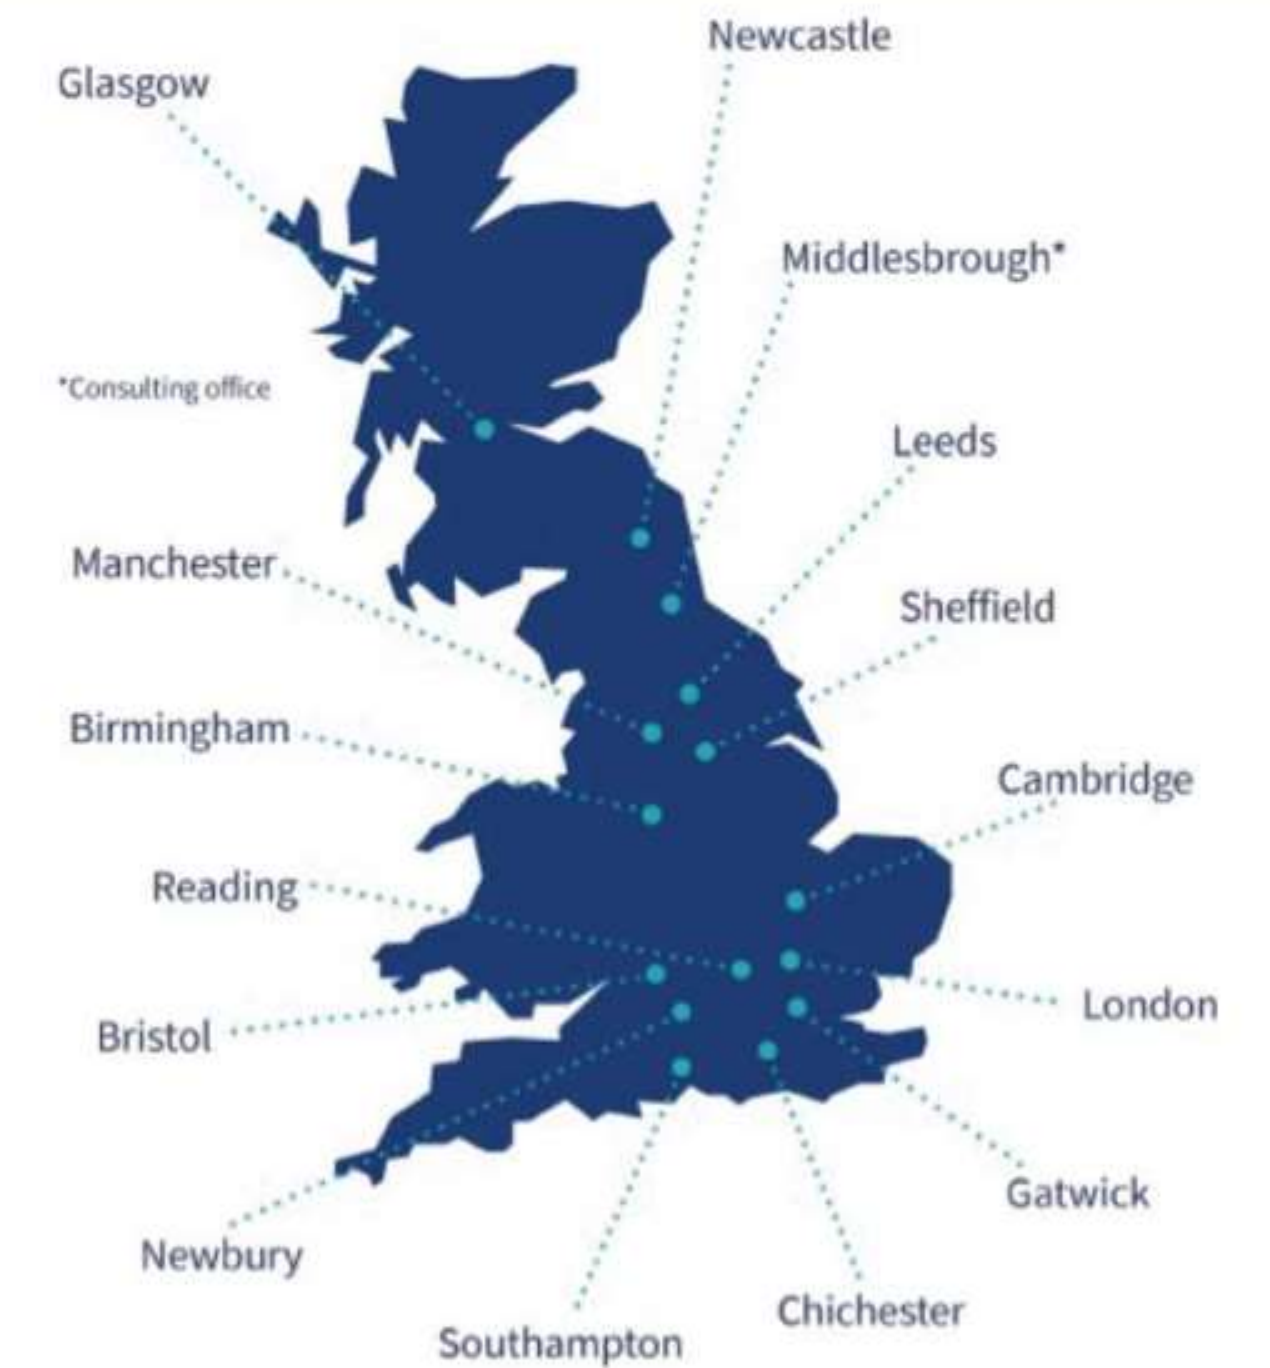 Newcastle
Glasgow
Middlesbrough*
*Consulting office
Leeds
Manchester
Sheffield
Birmingham
Cambridge
Reading
London
Bristol
Gatwick
Newbury
Chichester
Southampton